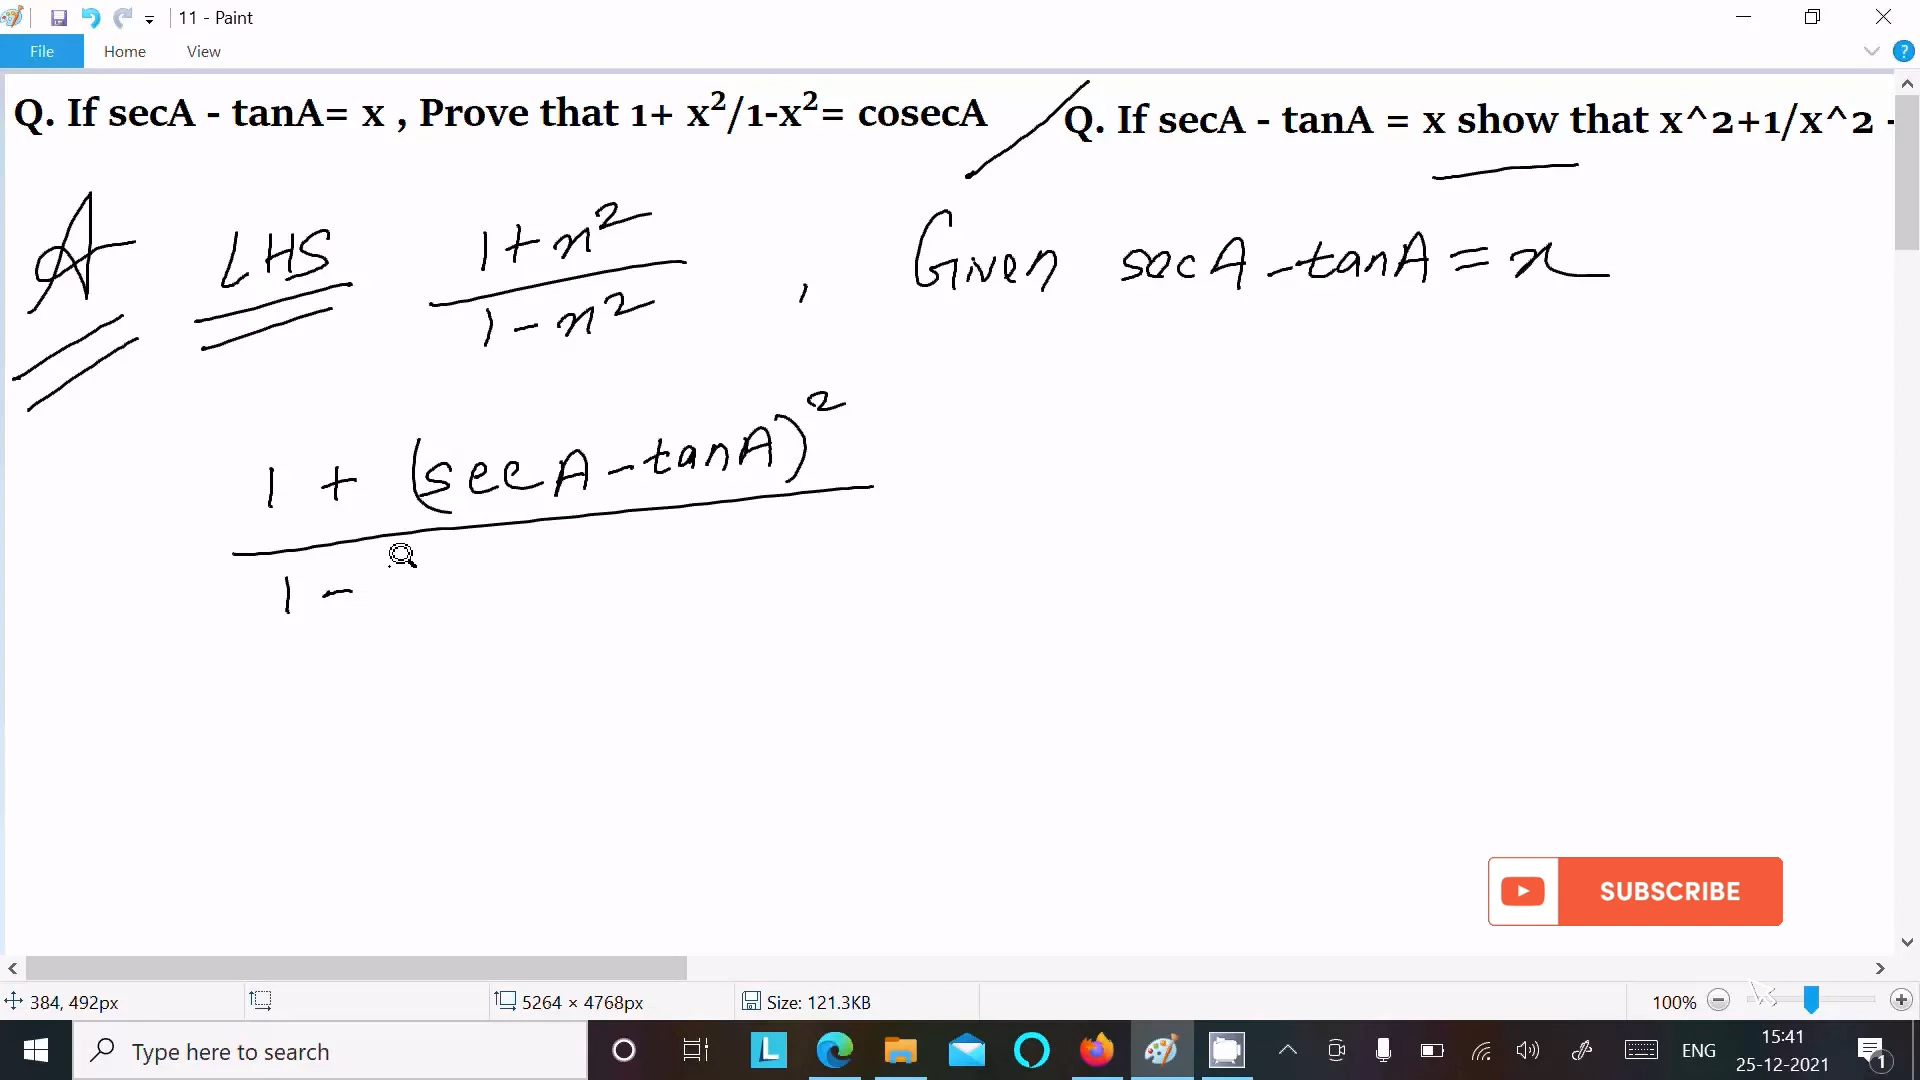 11 - Paint
File Home View
Q. If secA - tanA= x , Prove that 1+ x²/1-x²= cosecA
Q. If secA - tanA = x show that x^2+1/x^2 -
A LHS 1+x² / 1-x² , Given secA - tanA = x
1 + (secA - tanA)²
1 -
SUBSCRIBE
384, 492px 5264 × 4768px Size: 121.3KB 100%
Type here to search
L
ENG
15:41
25-12-2021
1